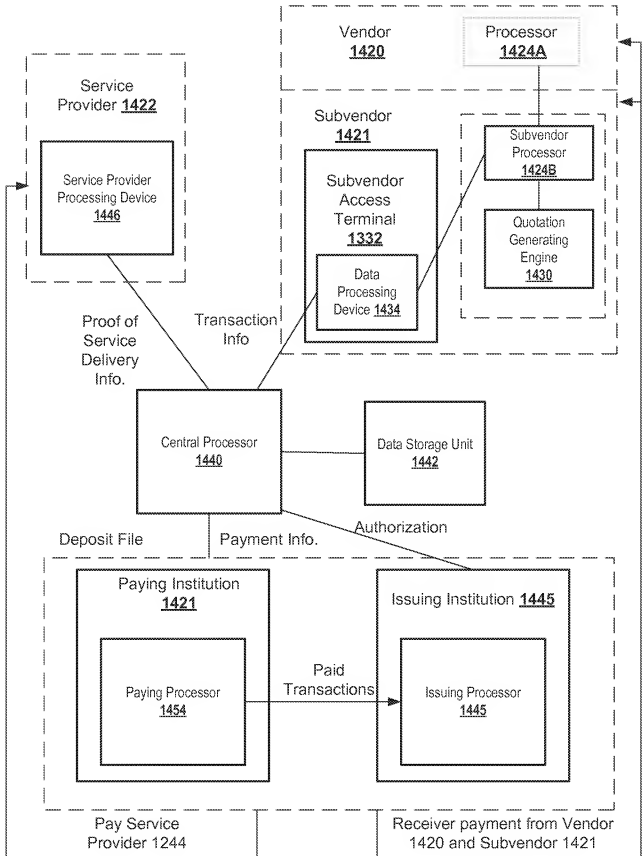 Vendor
1420
Processor
1424A
Service
Provider 1422
Service Provider
Processing Device
1446
Subvendor
1421
Subvendor
Access
Terminal
1332
Data
Processing
Device 1434
Subvendor
Processor
1424B
Quotation
Generating
Engine
1430
Proof of
Service
Delivery
Info.
Transaction
Info
Central Processor
1440
Data Storage Unit
1442
Deposit File
Payment Info.
Authorization
Paying Institution
1421
Paying Processor
1454
Paid
Transactions
Issuing Institution 1445
Issuing Processor
1445
Pay Service
Provider 1244
Receiver payment from Vendor
1420 and Subvendor 1421